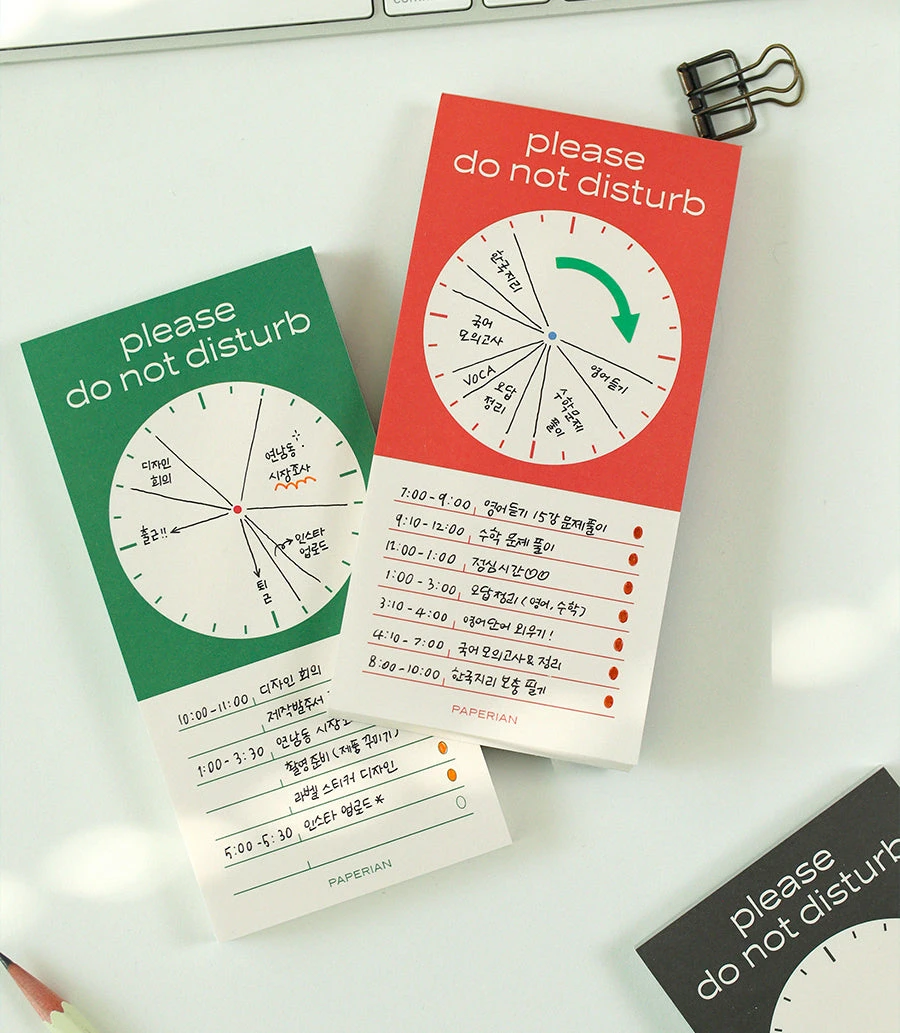 please
do not disturb
한국지리
국어
모의고사
VOCA
오답
정리
수학문제
풀이
영어듣기
7:00-9:00 영어듣기 15강 문제풀이
9:10-12:00 수학 문제 풀이
12:00-1:00 점심시간♡♡
1:00-3:00 오답정리 (영어, 수학)
3:10-4:00 영어단어 외우기!
4:10-7:00 국어 모의고사 & 정리
8:00-10:00 한국지리 보충 필기
PAPERIAN
please
do not disturb
디자인
회의
연남동
시장조사
출근!!
인스타
업로드
퇴
근
10:00-11:00 디자인 회의
제작발주서
1:00-3:30 연남동 시장조
촬영준비 (제품 꾸미기)
라벨 스티커 디자인
5:00-5:30 인스타 업로드*
PAPERIAN
please
do not disturb